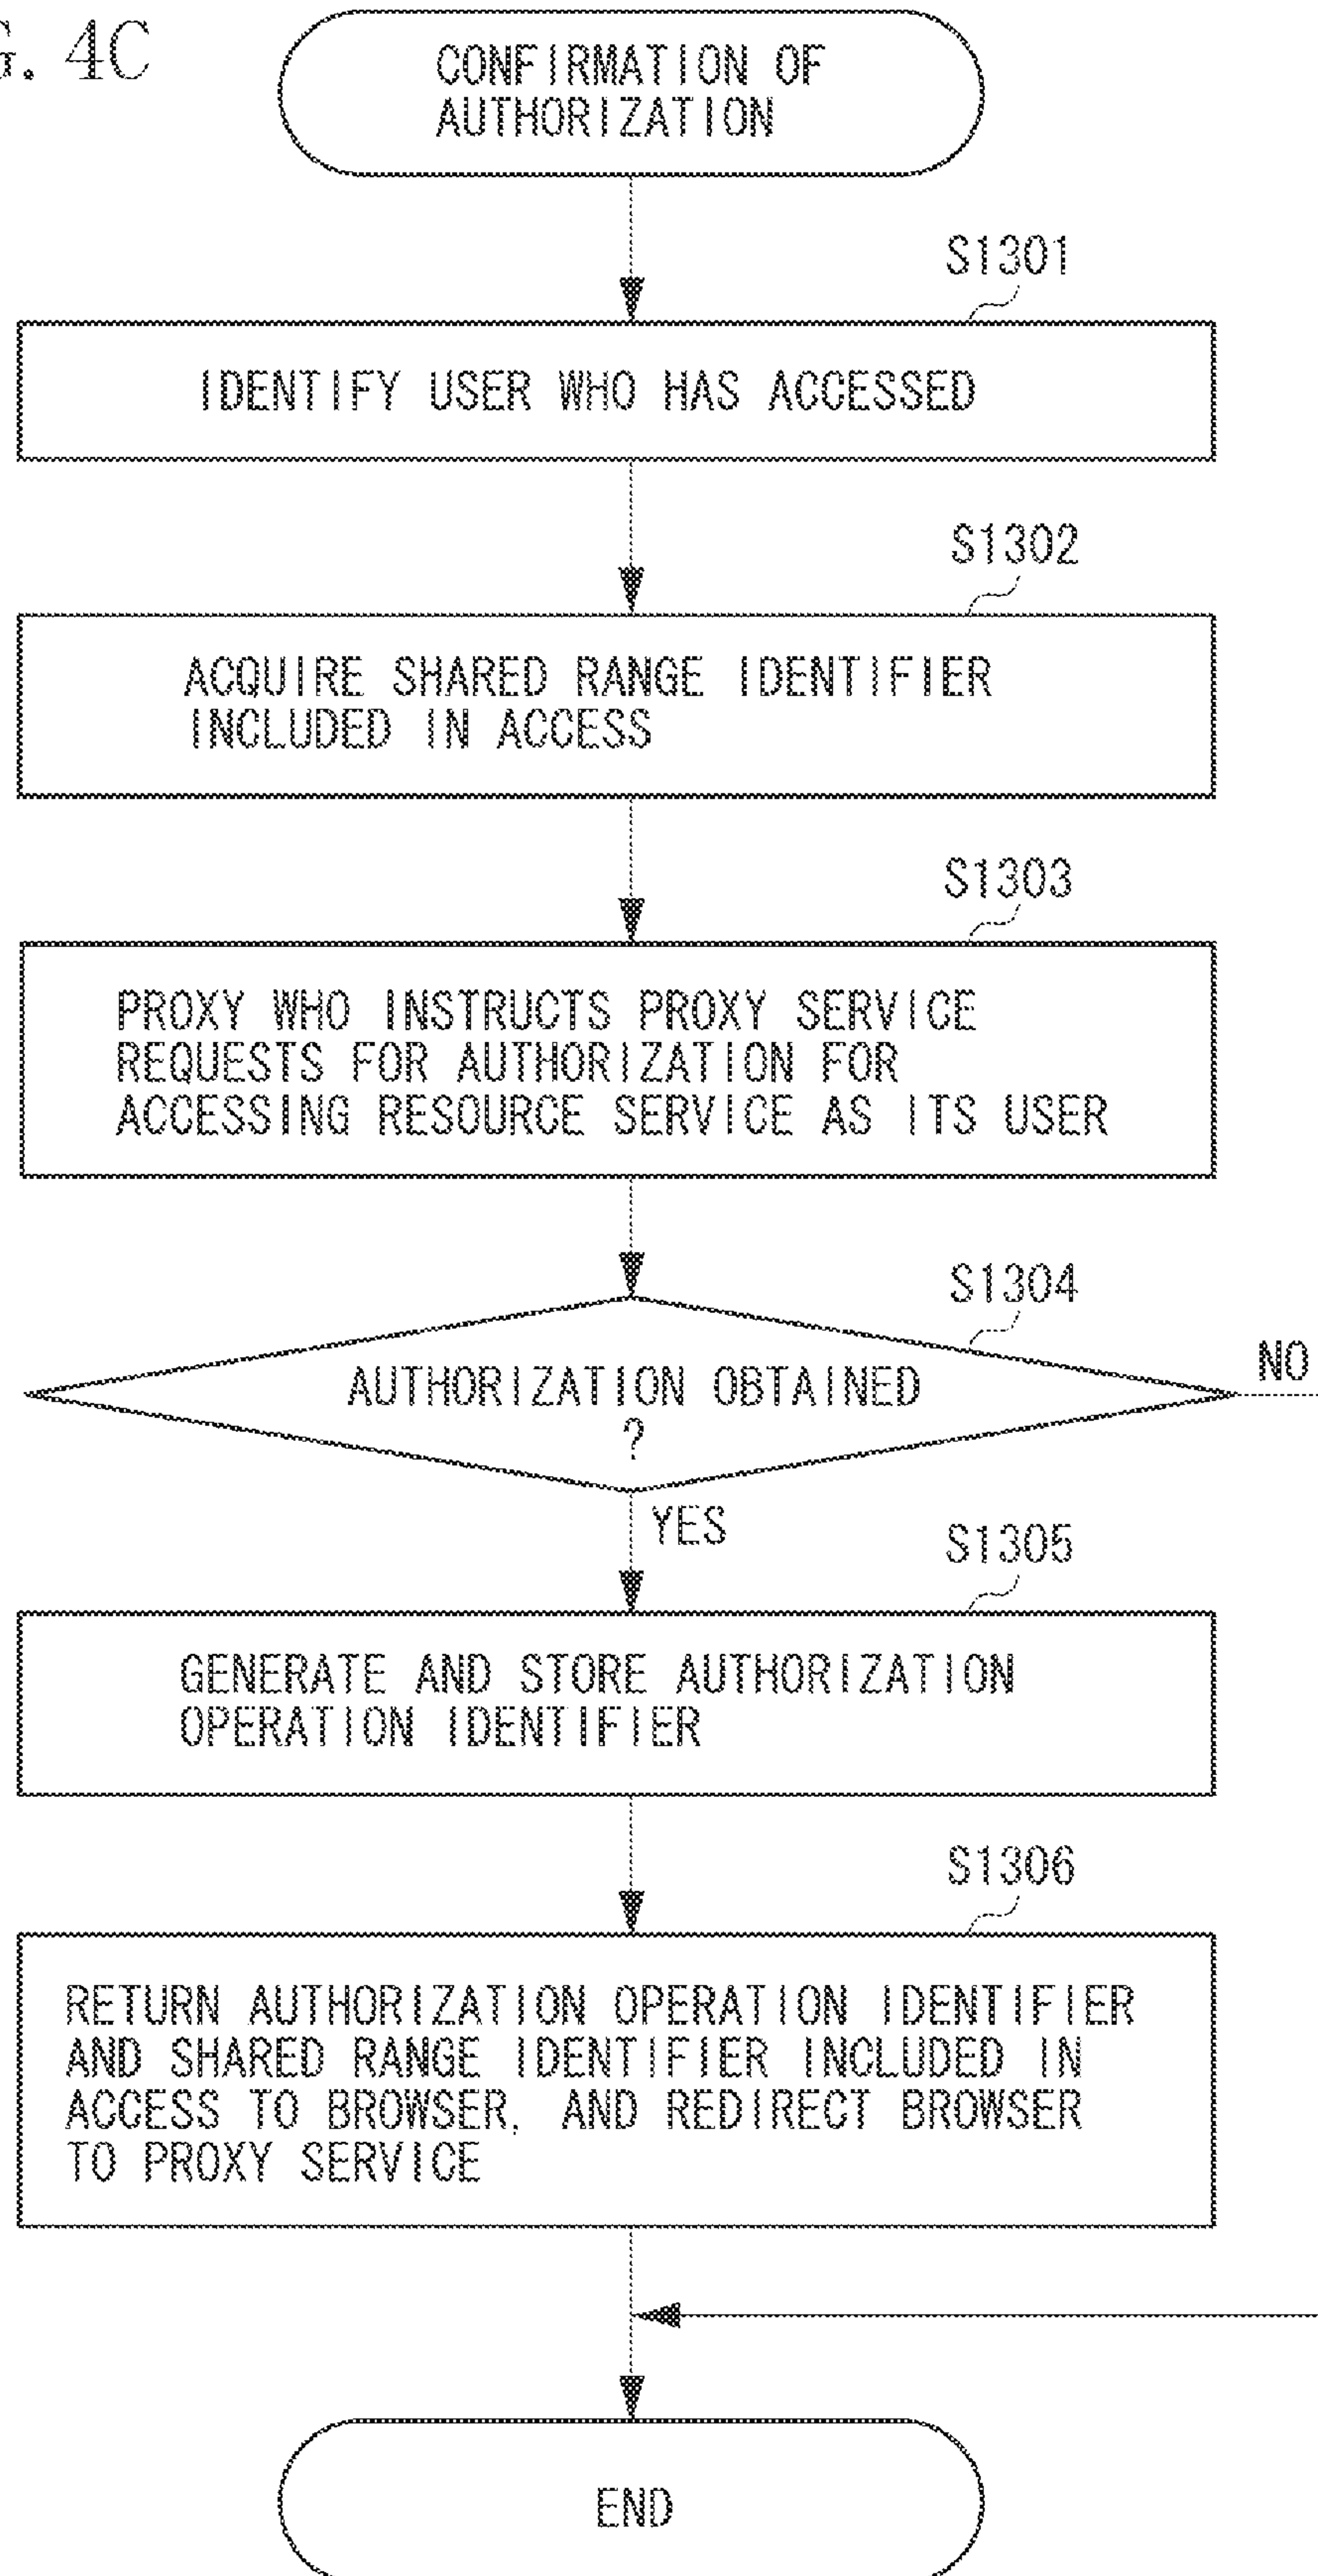 G. 4C
CONFIRMATION OF
AUTHORIZATION
S1301
IDENTIFY USER WHO HAS ACCESSED
S1302
ACQUIRE SHARED RANGE IDENTIFIER
INCLUDED IN ACCESS
S1303
PROXY WHO INSTRUCTS PROXY SERVICE
REQUESTS FOR AUTHORIZATION FOR
ACCESSING RESOURCE SERVICE AS ITS USER
S1304
AUTHORIZATION OBTAINED
?
NO
YES
S1305
GENERATE AND STORE AUTHORIZATION
OPERATION IDENTIFIER
S1306
RETURN AUTHORIZATION OPERATION IDENTIFIER
AND SHARED RANGE IDENTIFIER INCLUDED IN
ACCESS TO BROWSER, AND REDIRECT BROWSER
TO PROXY SERVICE
END